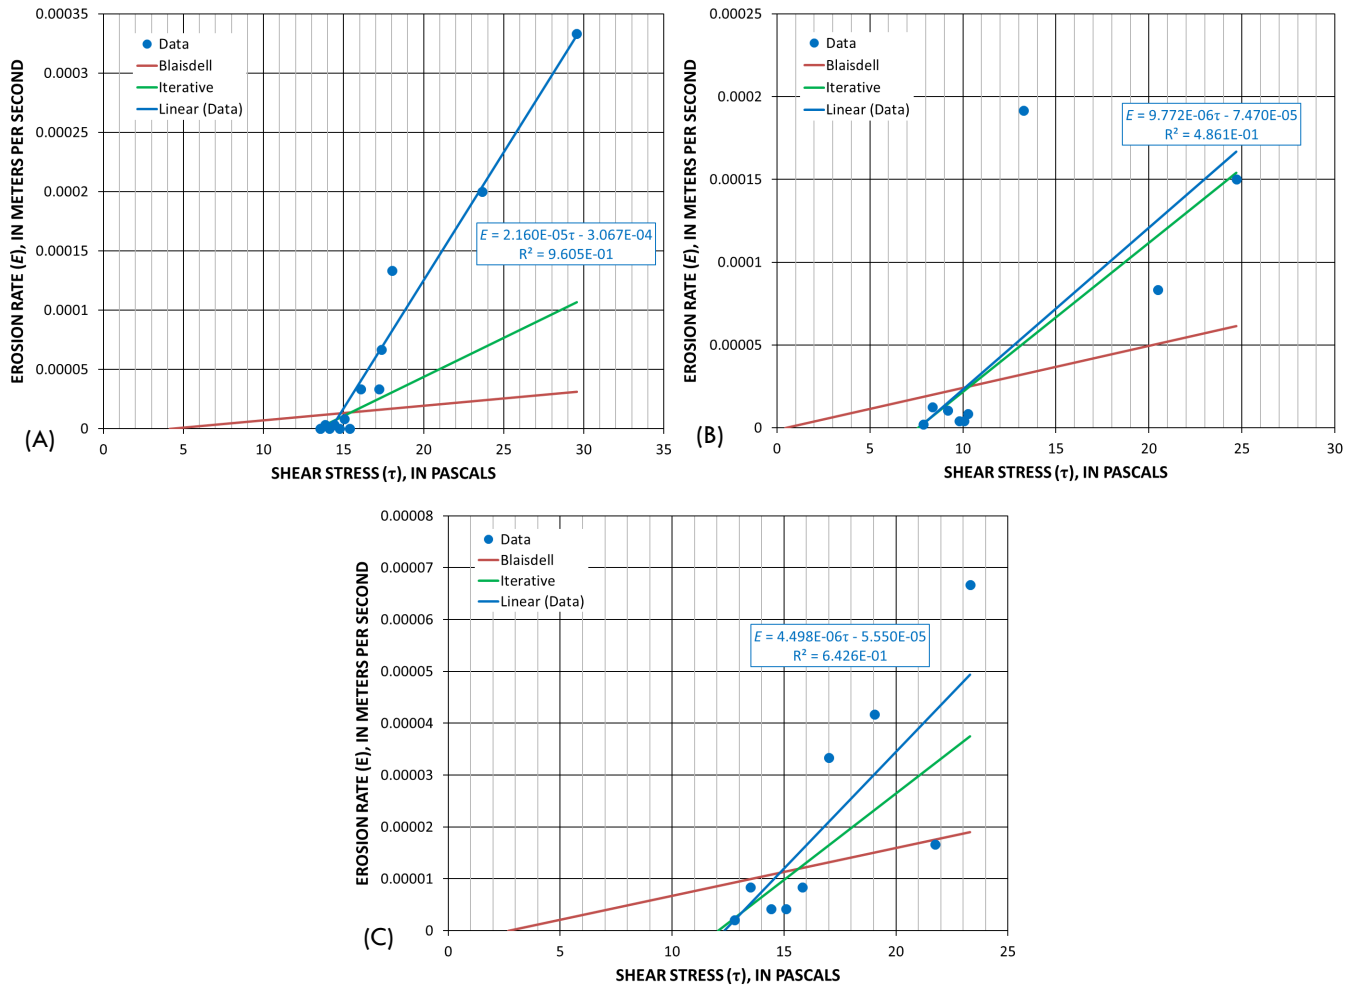 0.00035
0.0003
0.00025
0.0002
0.00015
0.0001
0.00005
0
EROSION RATE (E), IN METERS PER SECOND
Data
Blaisdell
Iterative
Linear (Data)
E = 2.160E-05τ - 3.067E-04
R² = 9.605E-01
0 5 10 15 20 25 30 35
SHEAR STRESS (τ), IN PASCALS
(A)
0.00025
0.0002
0.00015
0.0001
0.00005
0
EROSION RATE (E), IN METERS PER SECOND
Data
Blaisdell
Iterative
Linear (Data)
E = 9.772E-06τ - 7.470E-05
R² = 4.861E-01
0 5 10 15 20 25 30
SHEAR STRESS (τ), IN PASCALS
(B)
0.00008
0.00007
0.00006
0.00005
0.00004
0.00003
0.00002
0.00001
0
EROSION RATE (E), IN METERS PER SECOND
Data
Blaisdell
Iterative
Linear (Data)
E = 4.498E-06τ - 5.550E-05
R² = 6.426E-01
0 5 10 15 20 25
SHEAR STRESS (τ), IN PASCALS
(C)